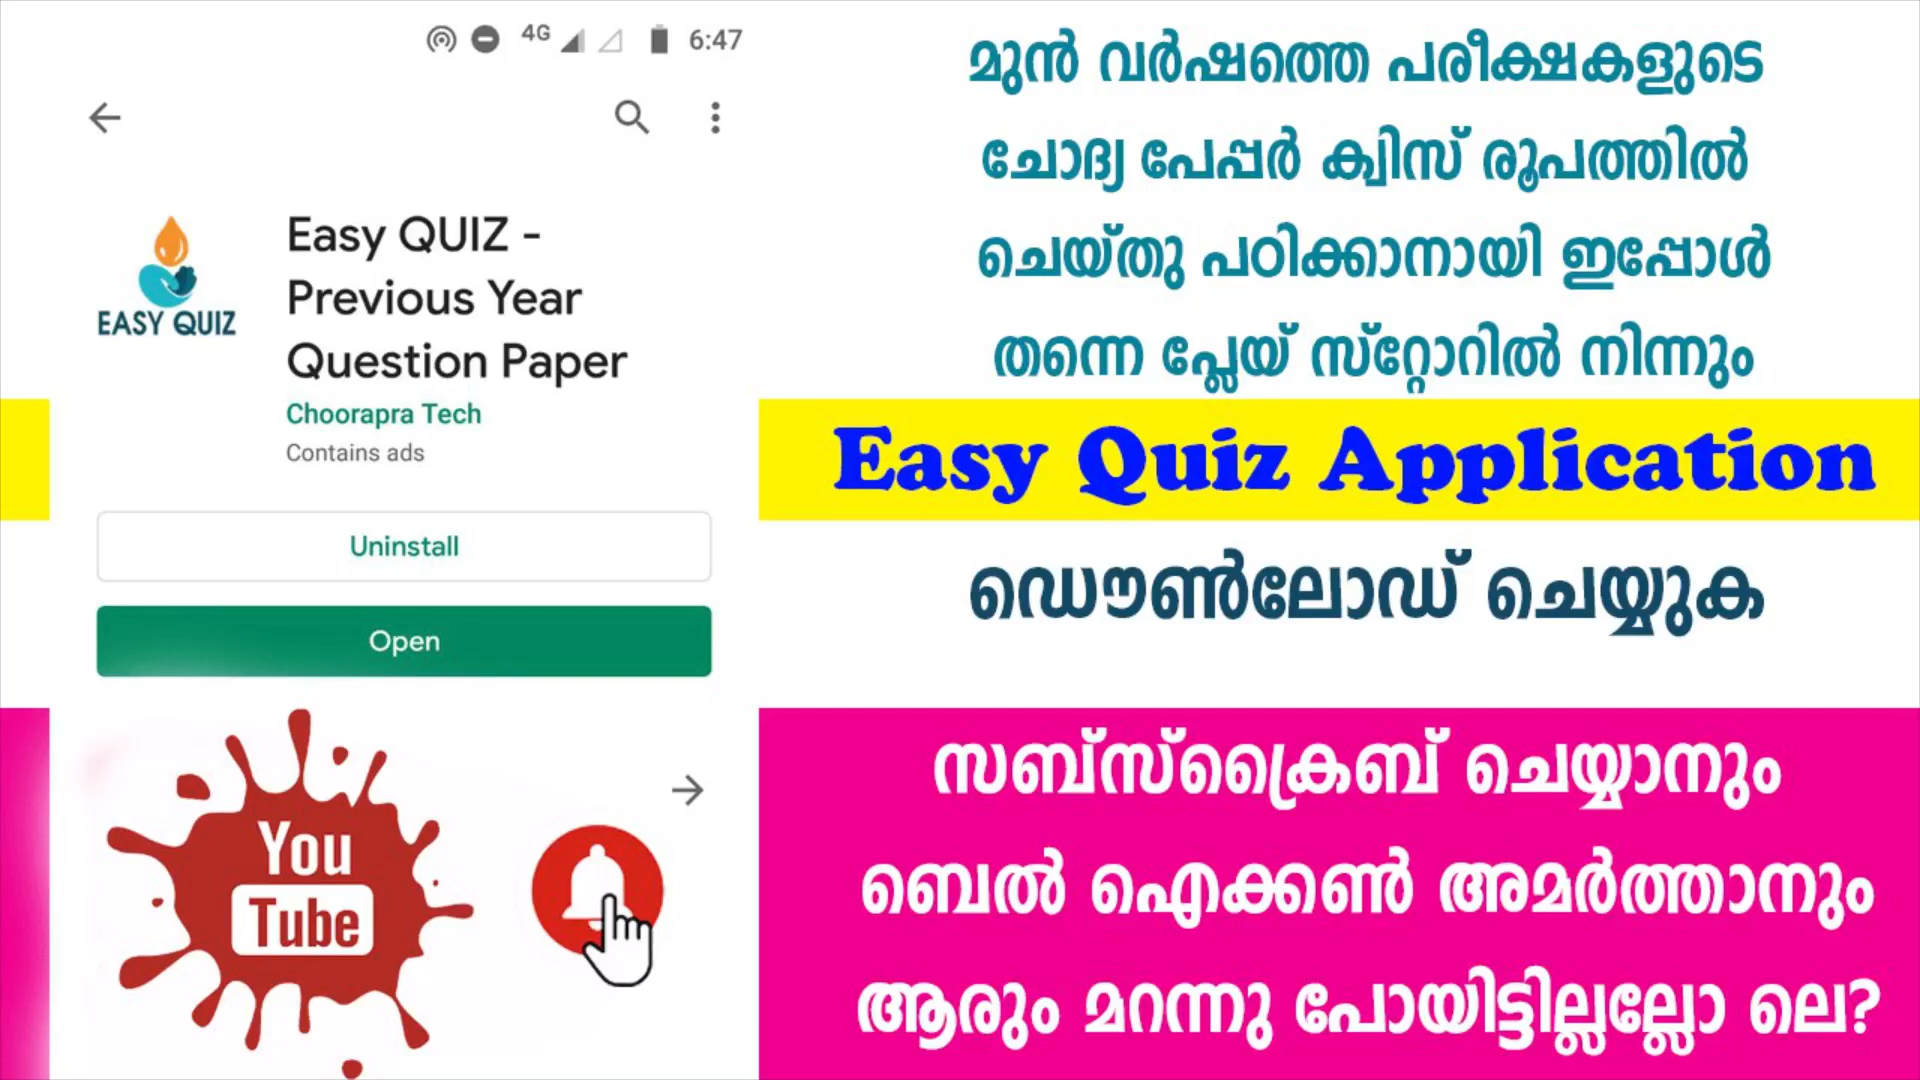 4G 6:47
EASY QUIZ
Easy QUIZ -
Previous Year
Question Paper
Choorapra Tech
Contains ads
Uninstall
Open
You
Tube
മുൻ വർഷത്തെ പരീക്ഷകളുടെ
ചോദ്യ പേപ്പർ ക്വിസ് രൂപത്തിൽ
ചെയ്തു പഠിക്കാനായി ഇപ്പോൾ
തന്നെ പ്ലേയ് സ്റ്റോറിൽ നിന്നും
Easy Quiz Application
ഡൌൺലോഡ് ചെയ്യുക
സബ്സ്ക്രൈബ് ചെയ്യാനും
ബെൽ ഐക്കൺ അമർത്താനും
ആരും മറന്നു പോയിട്ടില്ലല്ലോ ലെ?